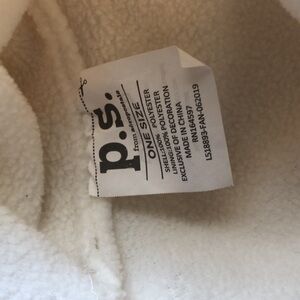 p.s.
from aéropostale
ONE SIZE
SHELL:100% POLYESTER
LINING:100% POLYESTER
EXCLUSIVE OF DECORATION
MADE IN CHINA
RN164597
L518893-FAN-062019